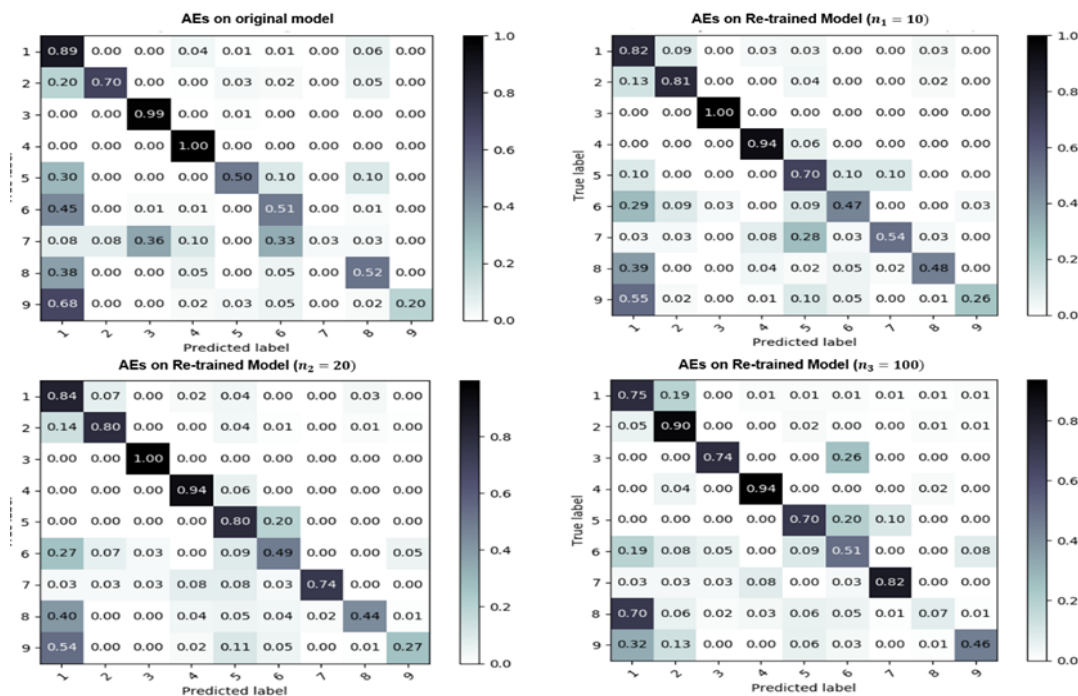 AEs on original model
1 0.89 0.00 0.00 0.04 0.01 0.01 0.00 0.06 0.00
2 0.20 0.70 0.00 0.00 0.03 0.02 0.00 0.05 0.00
3 0.00 0.00 0.99 0.00 0.01 0.00 0.00 0.00 0.00
4 0.00 0.00 0.00 1.00 0.00 0.00 0.00 0.00 0.00
5 0.30 0.00 0.00 0.00 0.50 0.10 0.00 0.10 0.00
6 0.45 0.00 0.01 0.01 0.00 0.51 0.00 0.01 0.00
7 0.08 0.08 0.36 0.10 0.00 0.33 0.03 0.03 0.00
8 0.38 0.00 0.00 0.05 0.00 0.05 0.00 0.52 0.00
9 0.68 0.00 0.00 0.02 0.03 0.05 0.00 0.02 0.20
1 2 3 4 5 6 7 8 9
Predicted label
1.0
0.8
0.6
0.4
0.2
0.0
AEs on Re-trained Model (n₁ = 10)
True label
1 0.82 0.09 0.00 0.03 0.03 0.00 0.00 0.03 0.00
2 0.13 0.81 0.00 0.00 0.04 0.00 0.00 0.02 0.00
3 0.00 0.00 1.00 0.00 0.00 0.00 0.00 0.00 0.00
4 0.00 0.00 0.00 0.94 0.06 0.00 0.00 0.00 0.00
5 0.10 0.00 0.00 0.00 0.70 0.10 0.10 0.00 0.00
6 0.29 0.09 0.03 0.00 0.09 0.47 0.00 0.00 0.03
7 0.03 0.03 0.00 0.08 0.28 0.03 0.54 0.03 0.00
8 0.39 0.00 0.00 0.04 0.02 0.05 0.02 0.48 0.00
9 0.55 0.02 0.00 0.01 0.10 0.05 0.00 0.01 0.26
1 2 3 4 5 6 7 8 9
Predicted label
1.0
0.8
0.6
0.4
0.2
0.0
AEs on Re-trained Model (n₂ = 20)
1 0.84 0.07 0.00 0.02 0.04 0.00 0.00 0.03 0.00
2 0.14 0.80 0.00 0.00 0.04 0.01 0.00 0.01 0.00
3 0.00 0.00 1.00 0.00 0.00 0.00 0.00 0.00 0.00
4 0.00 0.00 0.00 0.94 0.06 0.00 0.00 0.00 0.00
5 0.00 0.00 0.00 0.00 0.80 0.20 0.00 0.00 0.00
6 0.27 0.07 0.03 0.00 0.09 0.49 0.00 0.00 0.05
7 0.03 0.03 0.03 0.08 0.08 0.03 0.74 0.00 0.00
8 0.40 0.00 0.00 0.04 0.05 0.04 0.02 0.44 0.01
9 0.54 0.00 0.00 0.02 0.11 0.05 0.00 0.01 0.27
1 2 3 4 5 6 7 8 9
Predicted label
0.8
0.6
0.4
0.2
0.0
AEs on Re-trained Model (n₃ = 100)
True label
1 0.75 0.19 0.00 0.01 0.01 0.01 0.01 0.01 0.01
2 0.05 0.90 0.00 0.00 0.02 0.00 0.00 0.01 0.01
3 0.00 0.00 0.74 0.00 0.00 0.26 0.00 0.00 0.00
4 0.00 0.04 0.00 0.94 0.00 0.00 0.00 0.02 0.00
5 0.00 0.00 0.00 0.00 0.70 0.20 0.10 0.00 0.00
6 0.19 0.08 0.05 0.00 0.09 0.51 0.00 0.00 0.08
7 0.03 0.03 0.03 0.08 0.00 0.03 0.82 0.00 0.00
8 0.70 0.06 0.02 0.03 0.06 0.05 0.01 0.07 0.01
9 0.32 0.13 0.00 0.00 0.06 0.03 0.00 0.01 0.46
1 2 3 4 5 6 7 8 9
Predicted label
0.8
0.6
0.4
0.2
0.0